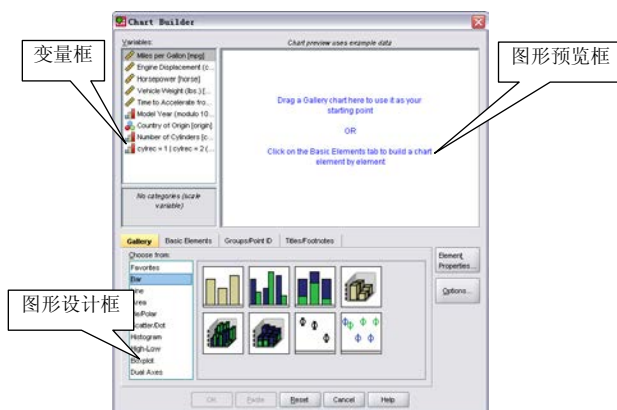 Chart Builder
Variables:
Chart preview uses example data
变量框
图形预览框
Miles per Gallon [mpg]
Engine Displacement (c...
Horsepower [horse]
Vehicle Weight (lbs.) [...
Time to Accelerate fro...
Model Year (modulo 10...
Country of Origin [origin]
Number of Cylinders [c...
cylrec = 1 | cylrec = 2 (...
Drag a Gallery chart here to use it as your
starting point
OR
Click on the Basic Elements tab to build a chart
element by element
No categories (scale
variable)
Gallery
Basic Elements
Groups/Point ID
Titles/Footnotes
Choose from:
Favorites
Bar
Scatter/Dot
Histogram
High-Low
Boxplot
Dual Axes
图形设计框
Element
Properties...
Options...
OK
Paste
Reset
Cancel
Help